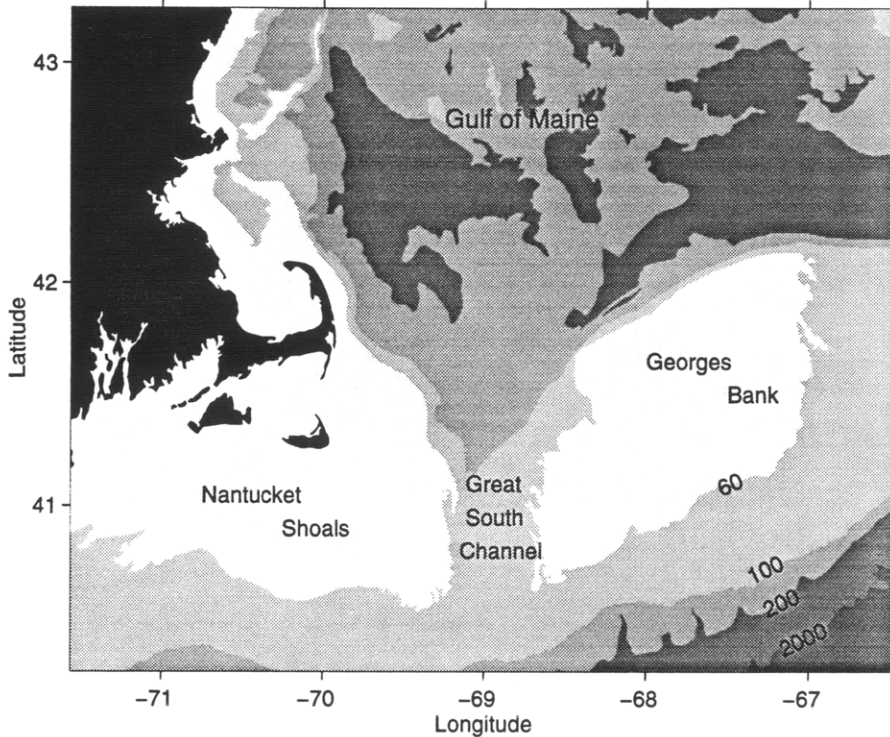 43
42
41
Latitude
Gulf of Maine
Georges
Bank
Nantucket
Shoals
Great
South
Channel
60
100
200
2000
−71
−70
−69
−68
−67
Longitude